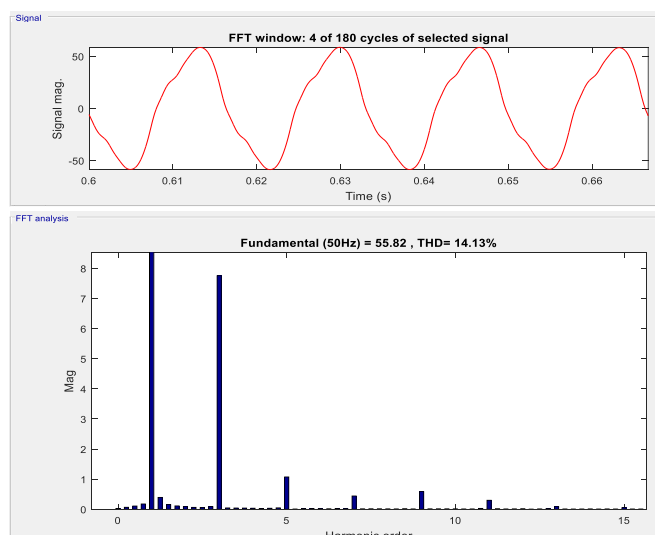 Signal
FFT window: 4 of 180 cycles of selected signal
50
0
-50
Signal mag.
0.6 0.61 0.62 0.63 0.64 0.65 0.66
Time (s)
FFT analysis
Fundamental (50Hz) = 55.82 , THD= 14.13%
8
7
6
5
4
3
2
1
0
Mag
0 5 10 15
Harmonic order